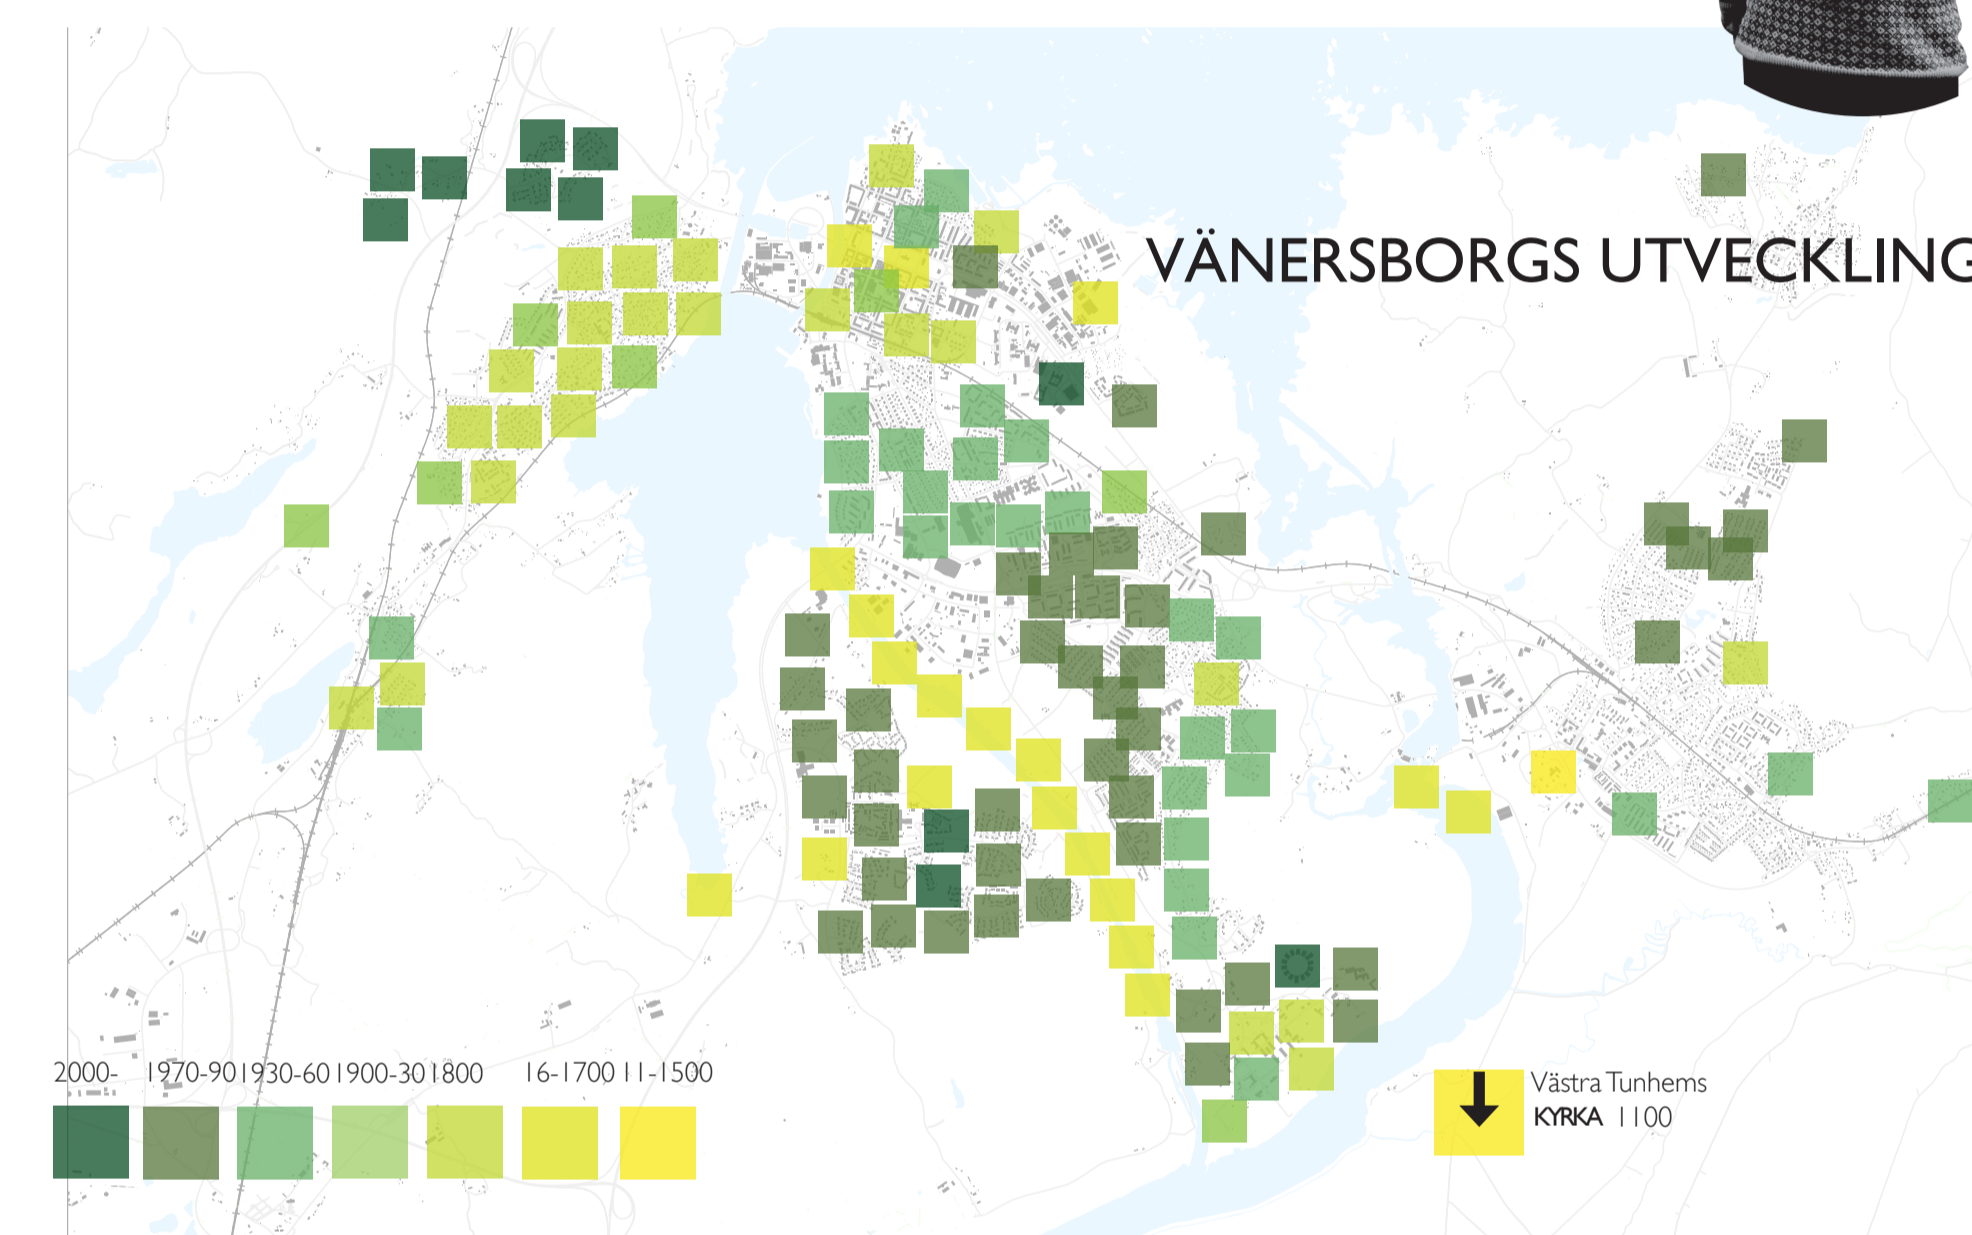 VÄNERSBORGS UTVECKLING
2000- 1970-90 1930-60 1900-30 1800 16-1700 11-1500
Västra Tunhems
KYRKA 1100